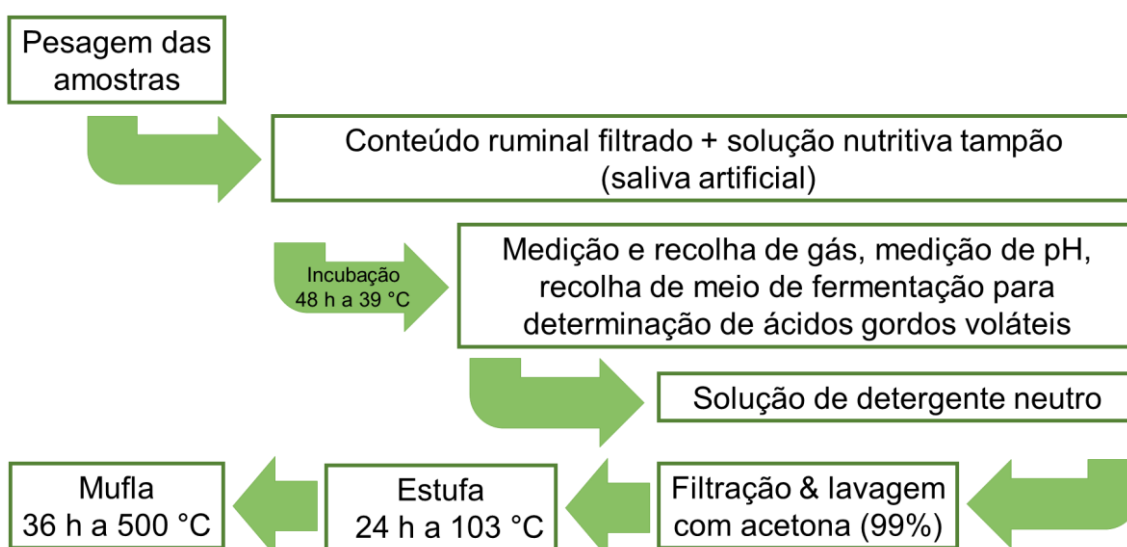 Pesagem das
amostras
Conteúdo ruminal filtrado + solução nutritiva tampão
(saliva artificial)
Incubação
48 h a 39 °C
Medição e recolha de gás, medição de pH,
recolha de meio de fermentação para
determinação de ácidos gordos voláteis
Solução de detergente neutro
Filtração & lavagem
com acetona (99%)
Estufa
24 h a 103 °C
Mufla
36 h a 500 °C